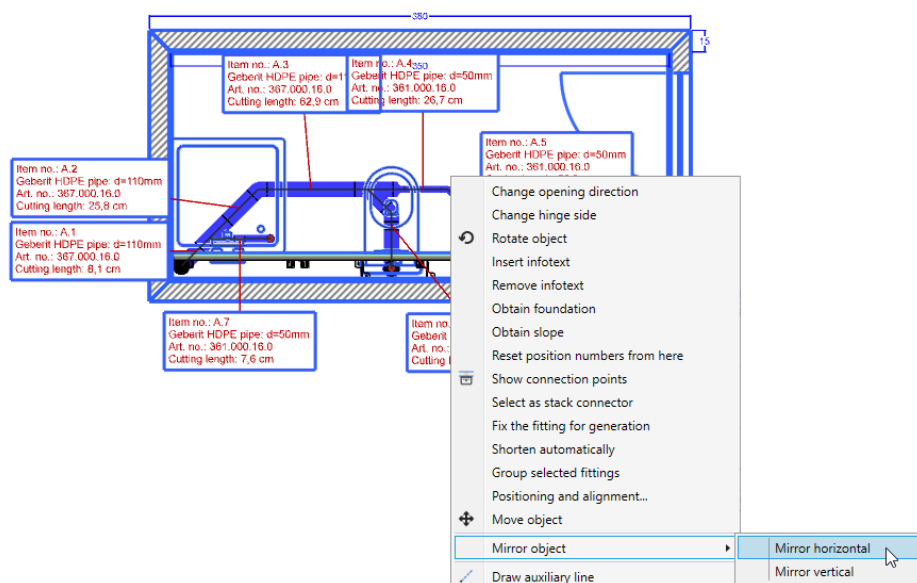 350
15
350
Item no.: A.3
Geberit HDPE pipe: d=1
Art. no.: 367.000.16.0
Cutting length: 62,9 cm
Item no.: A.4
Geberit HDPE pipe: d=50mm
Art. no.: 361.000.16.0
Cutting length: 26,7 cm
Item no.: A.5
Geberit HDPE pipe: d=50mm
Art. no.: 361.000.16.0
Item no.: A.2
Geberit HDPE pipe: d=110mm
Art. no.: 367.000.16.0
Cutting length: 25,8 cm
Item no.: A.1
Geberit HDPE pipe: d=110mm
Art. no.: 367.000.16.0
Cutting length: 8,1 cm
Item no.: A.7
Geberit HDPE pipe: d=50mm
Art. no.: 361.000.16.0
Cutting length: 7,6 cm
Item no.
Geberit
Art. no.:
Cutting
Change opening direction
Change hinge side
Rotate object
Insert infotext
Remove infotext
Obtain foundation
Obtain slope
Reset position numbers from here
Show connection points
Select as stack connector
Fix the fitting for generation
Shorten automatically
Group selected fittings
Positioning and alignment...
Move object
Mirror object
Mirror horizontal
Mirror vertical
Draw auxiliary line